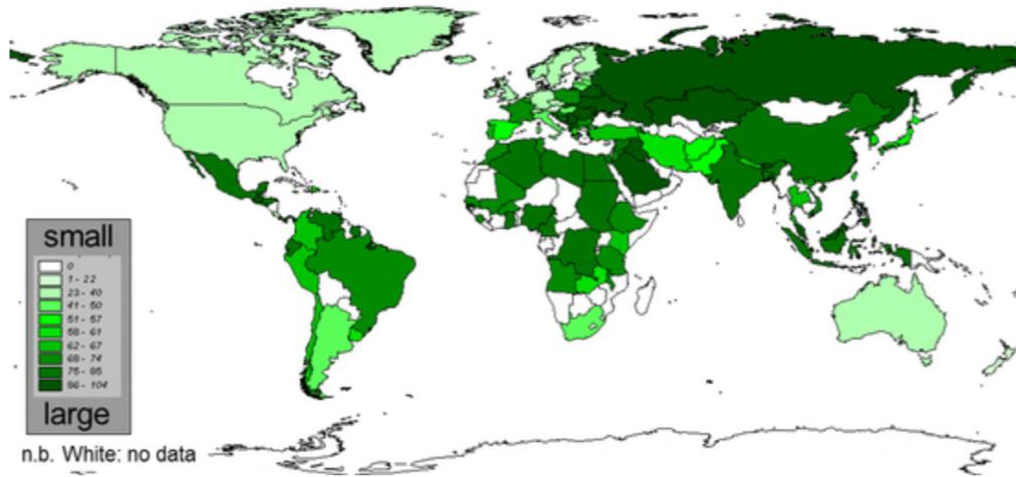 small
0
1 - 22
23 - 40
41 - 50
51 - 57
58 - 61
62 - 67
68 - 74
75 - 85
86 - 104
large
n.b. White: no data